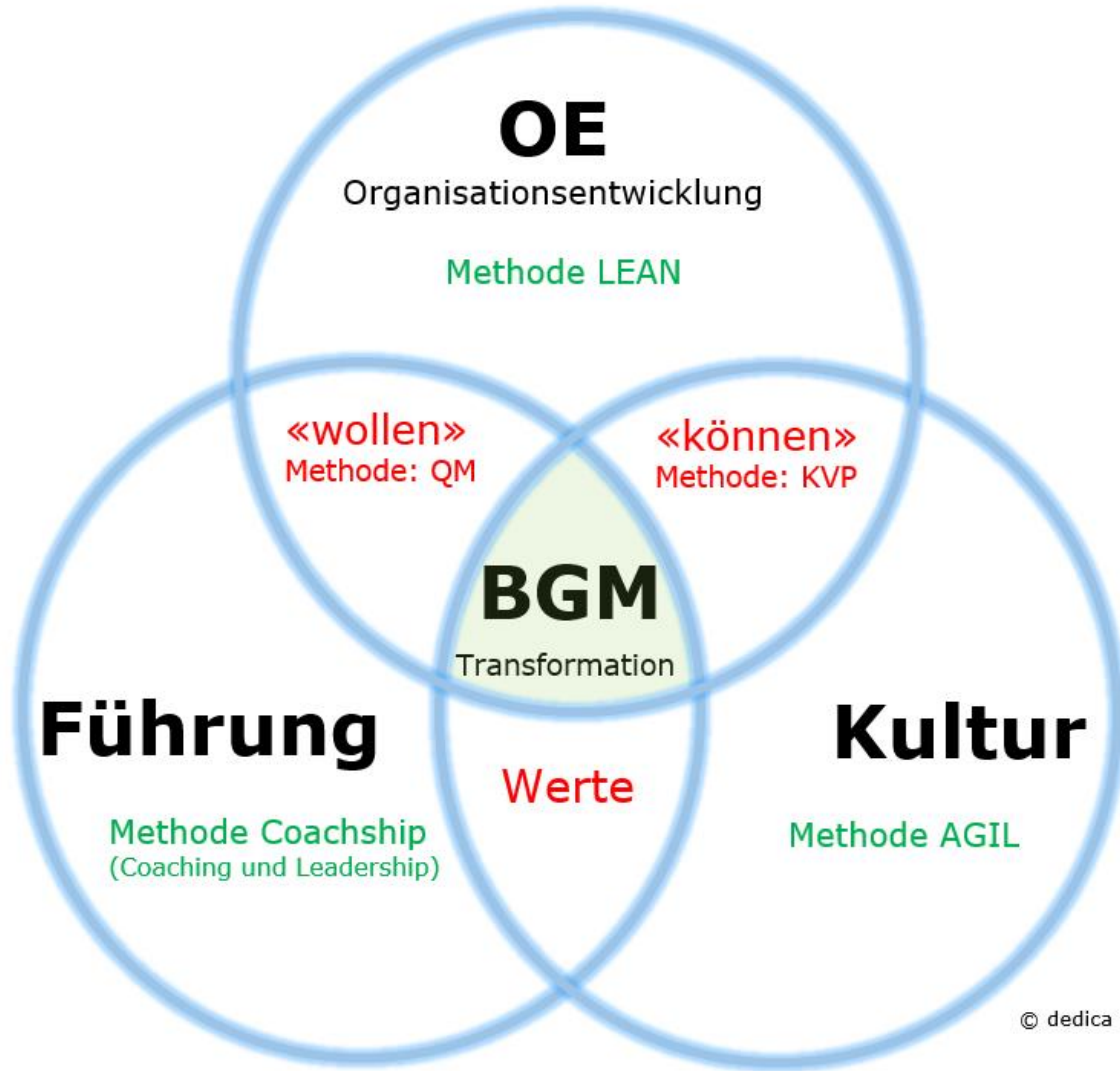 OE
Organisationsentwicklung
Methode LEAN
«wollen»
Methode: QM
«können»
Methode: KVP
BGM
Transformation
Führung
Methode Coachship
(Coaching und Leadership)
Werte
Kultur
Methode AGIL
© dedica